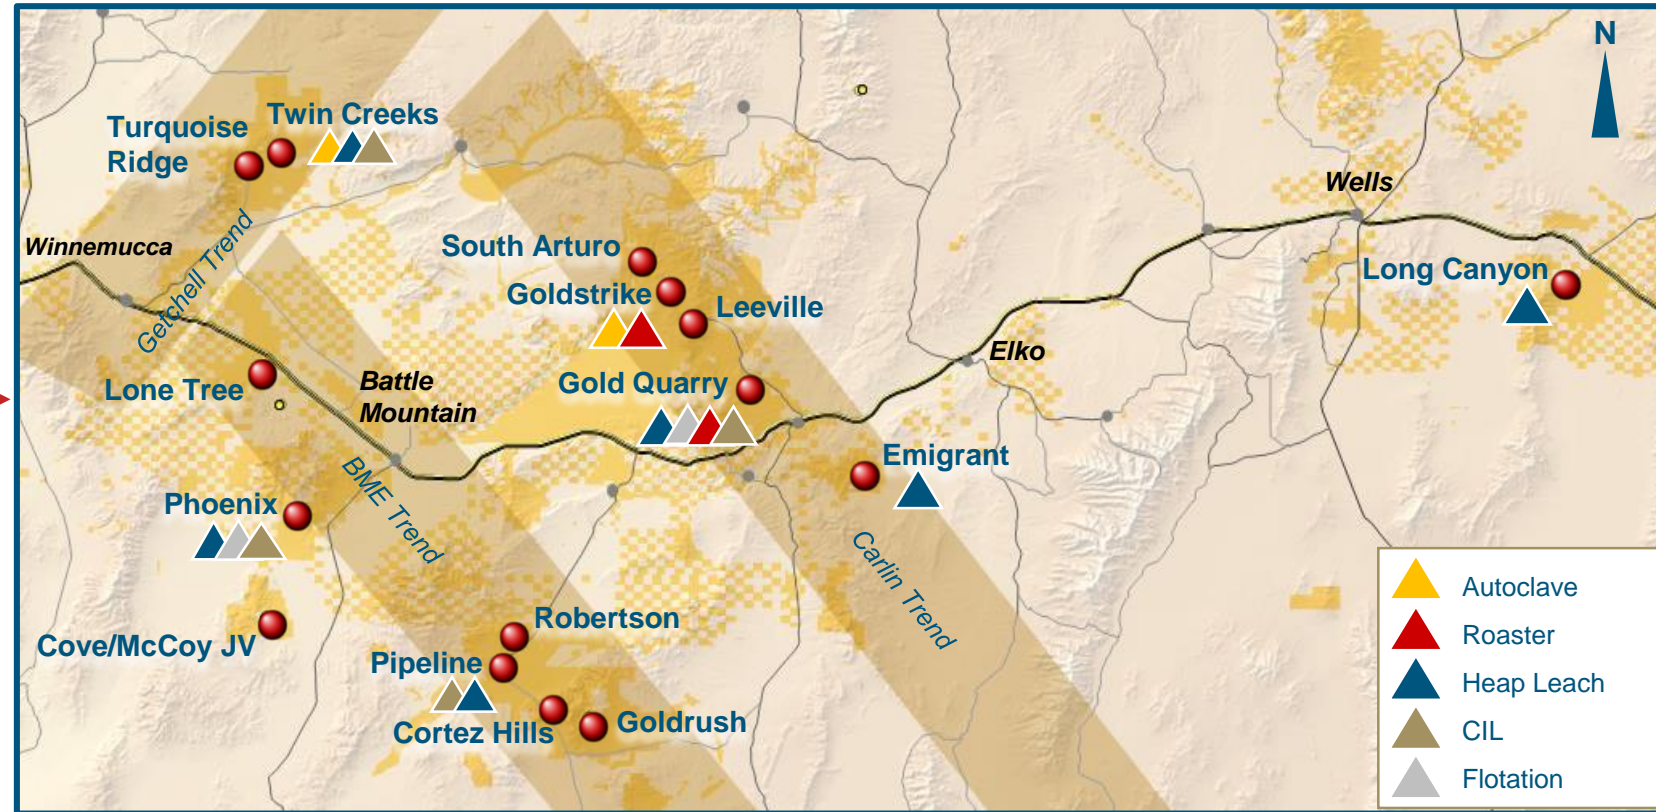 N
Twin Creeks
Turquoise
Ridge
Wells
Winnemucca
Getchell Trend
South Arturo
Long Canyon
Goldstrike
Leeville
Elko
Lone Tree
Battle
Mountain
Gold Quarry
BME Trend
Emigrant
Phoenix
Carlin Trend
Autoclave
Robertson
Cove/McCoy JV
Pipeline
Roaster
Heap Leach
Goldrush
Cortez Hills
CIL
Flotation